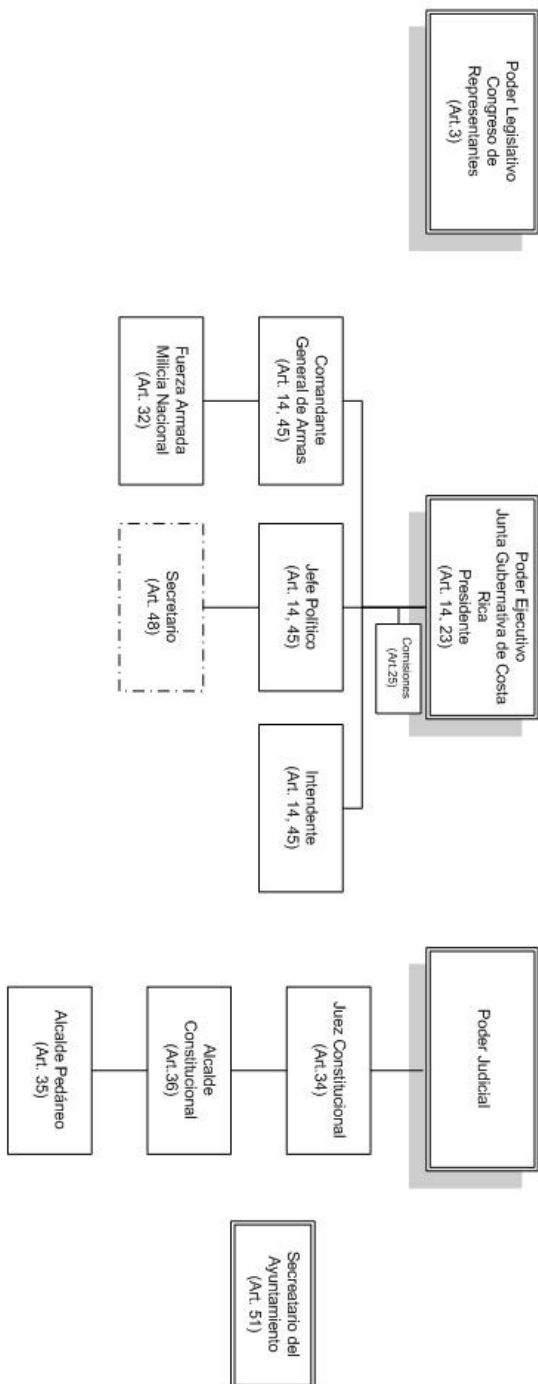 Poder Legislativo
Congreso de
Representantes
(Art.3)
Poder Ejecutivo
Junta Gubernativa de Costa
Rica
Presidente
(Art. 14, 23)
Comisiones
(Art.25)
Comandante
General de Armas
(Art. 14, 45)
Jefe Político
(Art. 14, 45)
Intendente
(Art. 14, 45)
Fuerza Armada
Milicia Nacional
(Art. 32)
Secretario
(Art. 48)
Poder Judicial
Juez Constitucional
(Art.34)
Alcalde
Constitucional
(Art.36)
Alcalde Pedáneo
(Art. 35)
Secreatario del
Ayuntamiento
(Art. 51)